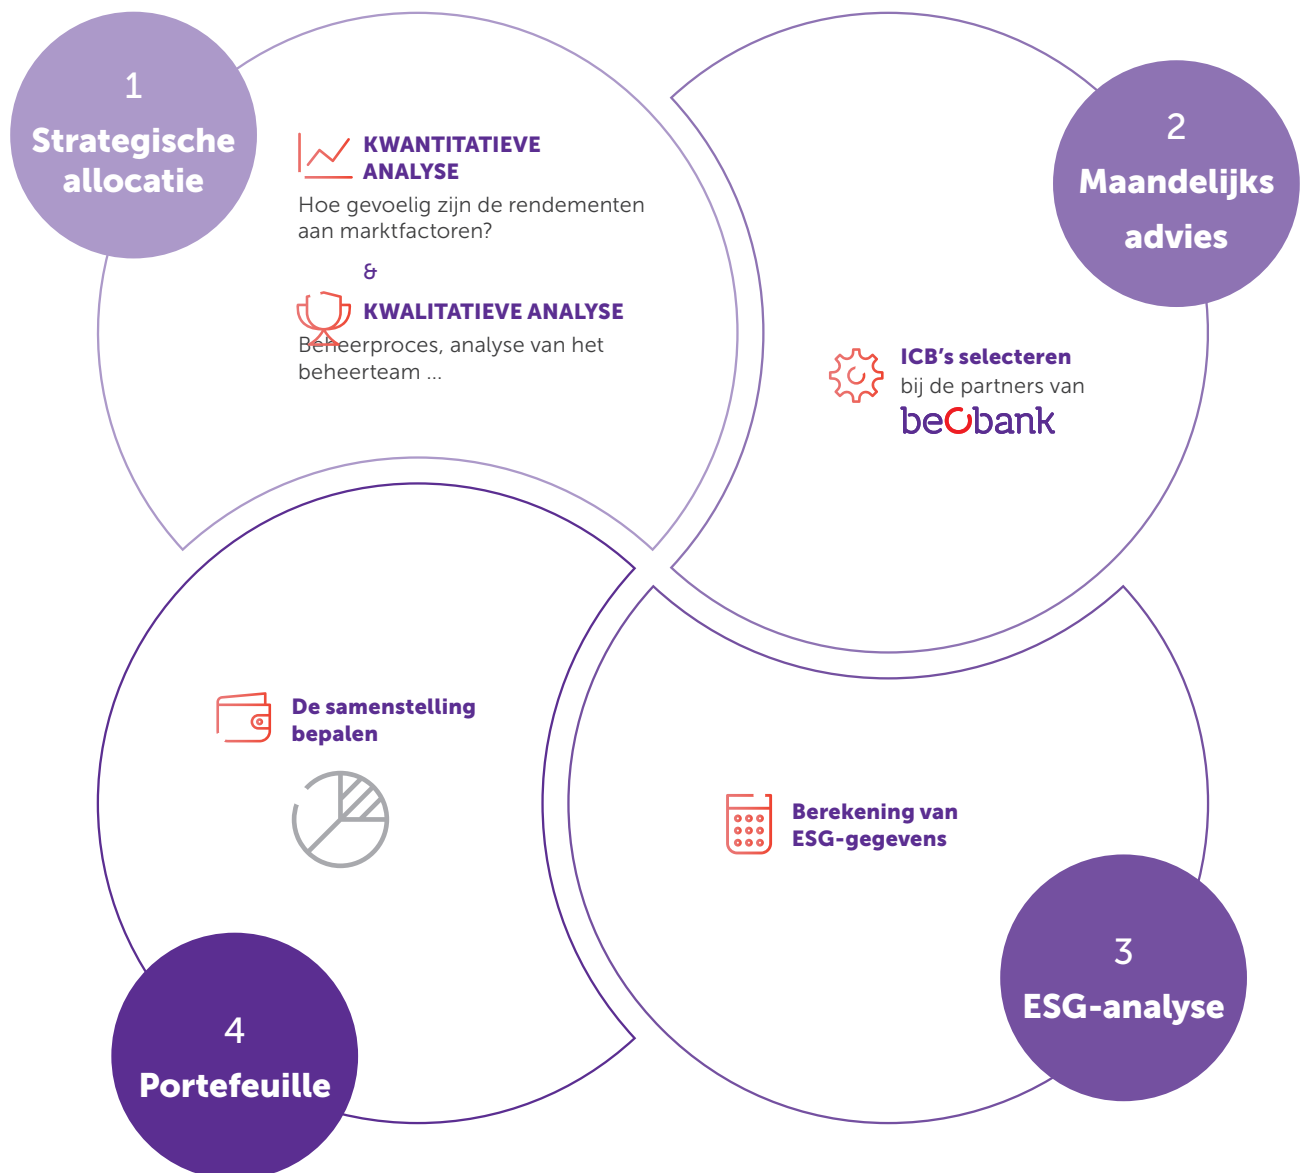 1
Strategische
allocatie
KWANTITATIEVE
ANALYSE
Hoe gevoelig zijn de rendementen
aan marktfactoren?
&
KWALITATIEVE ANALYSE
Beheerproces, analyse van het
beheerteam ...
2
Maandelijks
advies
ICB’s selecteren
bij de partners van
beobank
3
ESG-analyse
Berekening van
ESG-gegevens
4
Portefeuille
De samenstelling
bepalen